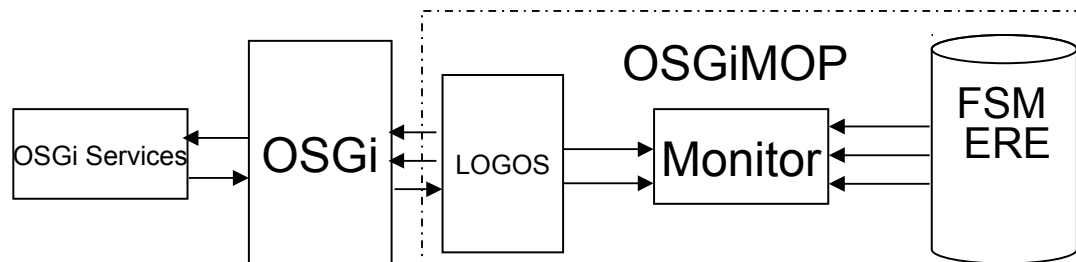 OSGi Services
OSGi
LOGOS
OSGiMOP
Monitor
FSM
ERE